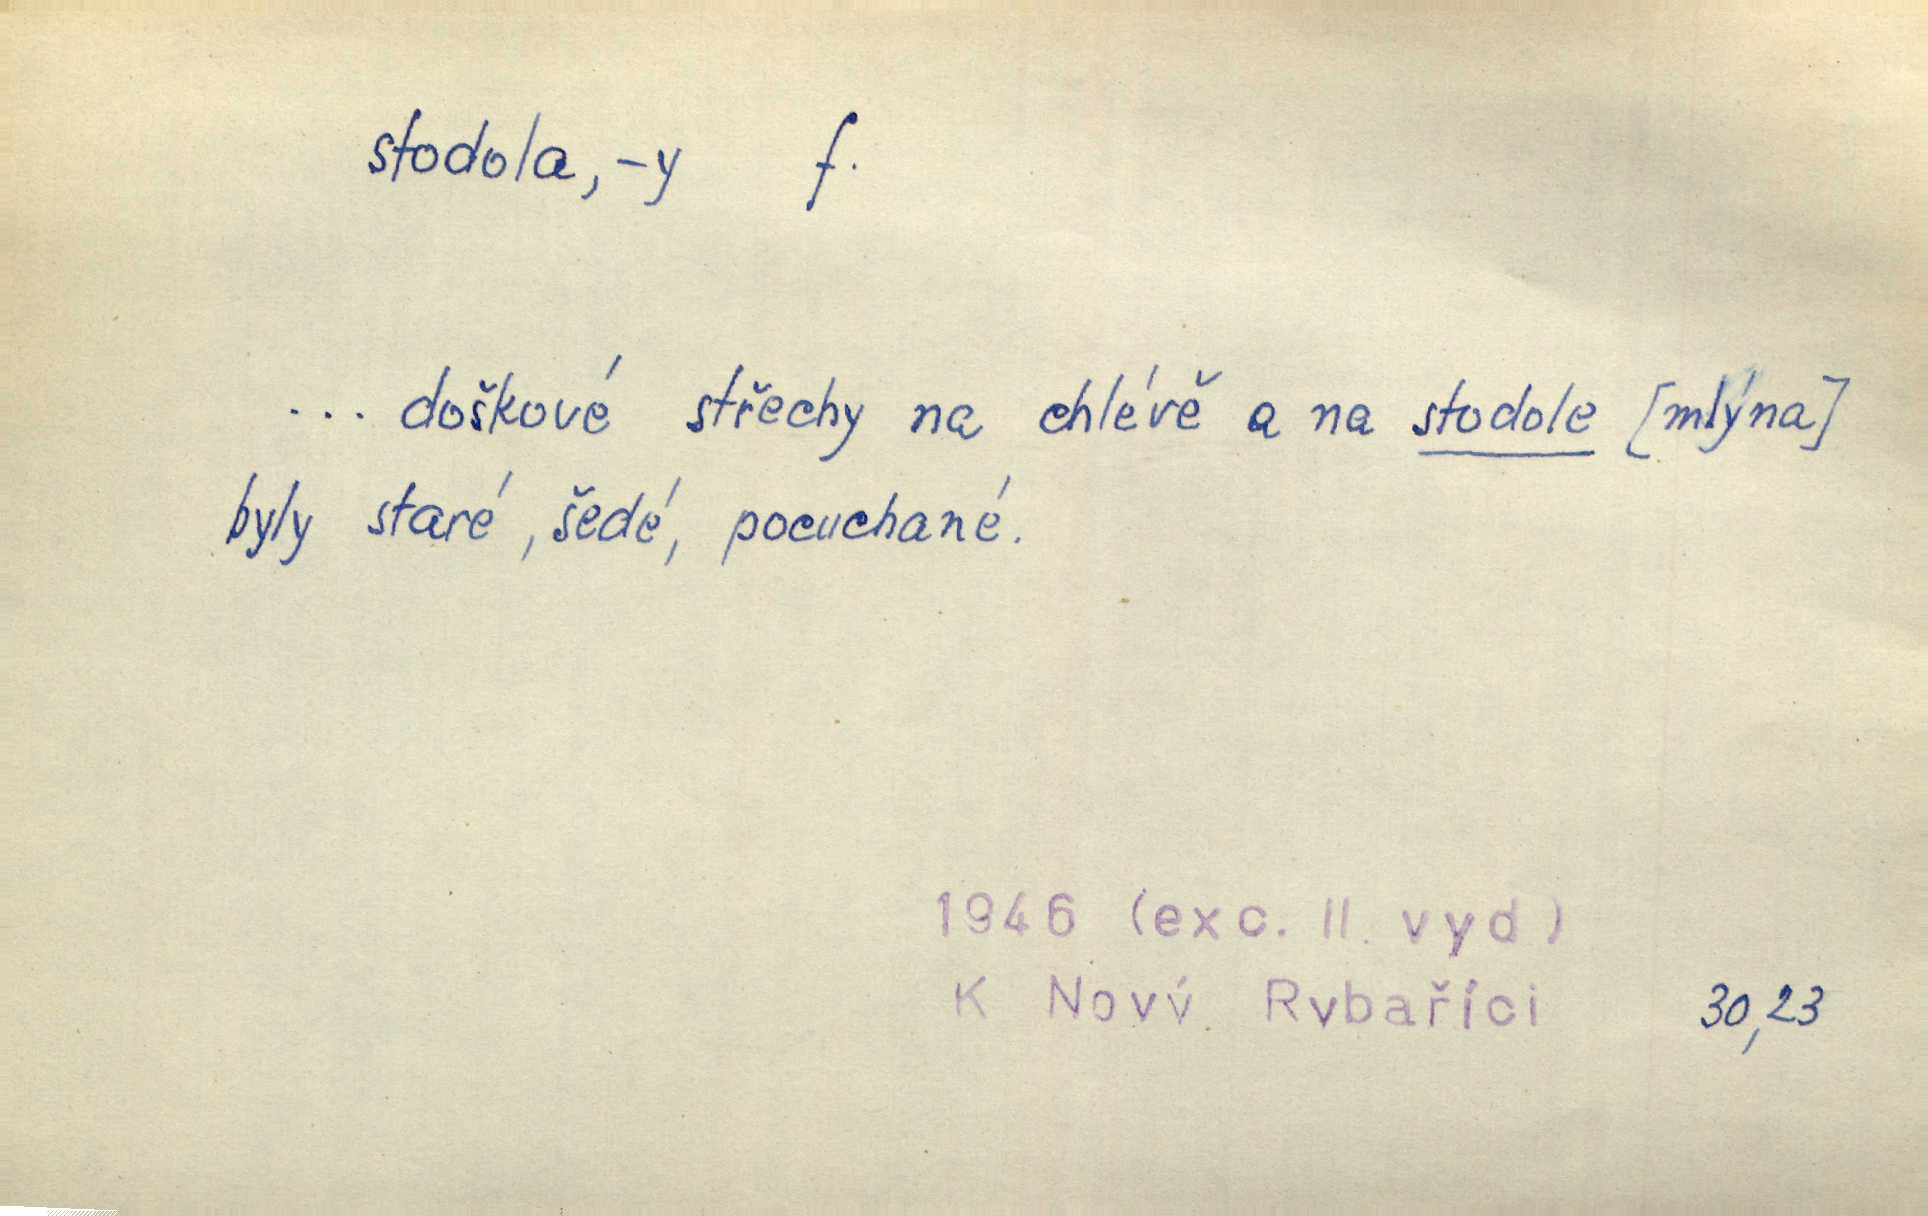 stodola, -y f.
... doškové střechy na chlévě a na stodole [mlýna]
byly staré, šedé, pocuchané.
1946 (exc. II. vyd)
K Nový Rybaříci 30,23